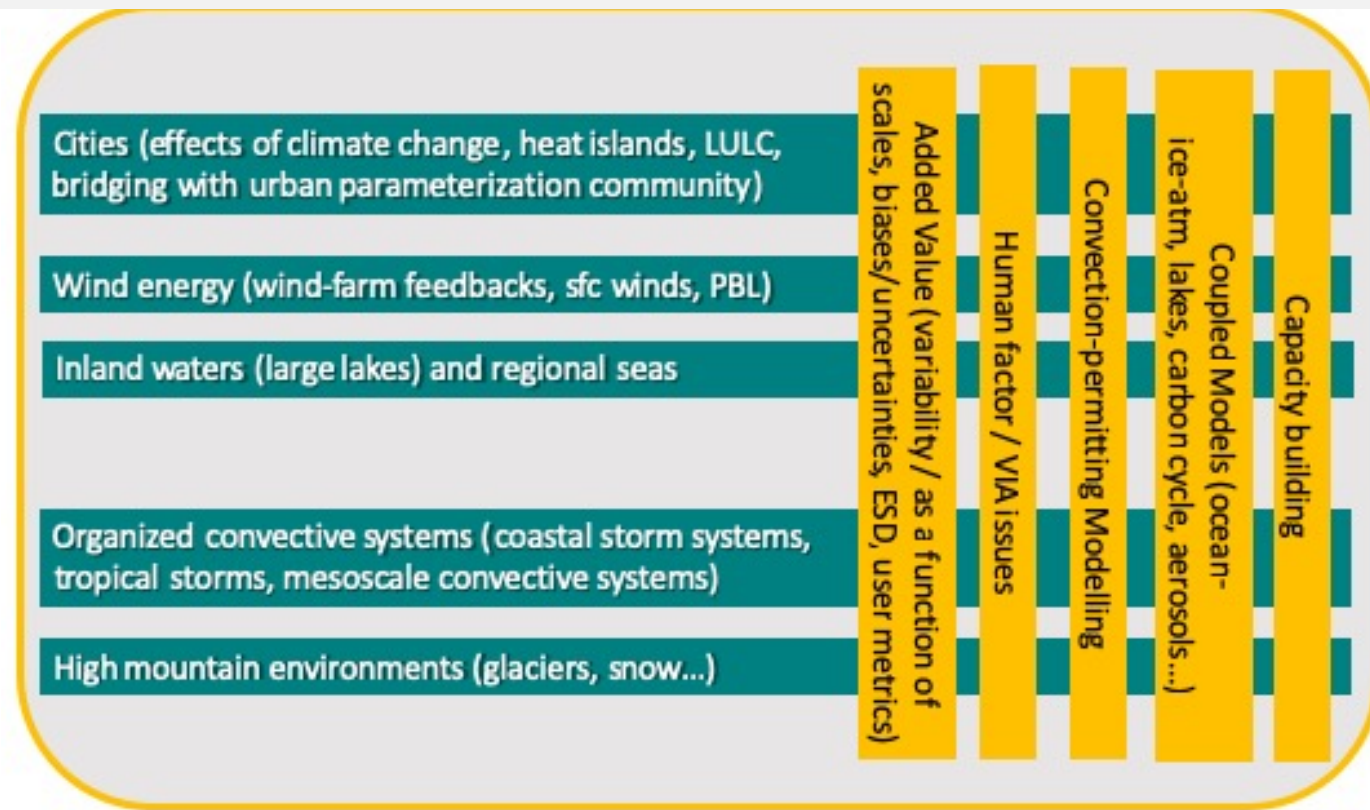 Cities (effects of climate change, heat islands, LULC,
bridging with urban parameterization community)
Wind energy (wind-farm feedbacks, sfc winds, PBL)
Inland waters (large lakes) and regional seas
Organized convective systems (coastal storm systems,
tropical storms, mesoscale convective systems)
High mountain environments (glaciers, snow...)
Added Value (variability / as a function of
scales, biases/uncertainties, ESD, user metrics)
Human factor / VIA issues
Convection-permitting Modelling
Coupled Models (ocean-
ice-atm, lakes, carbon cycle, aerosols...)
Capacity building